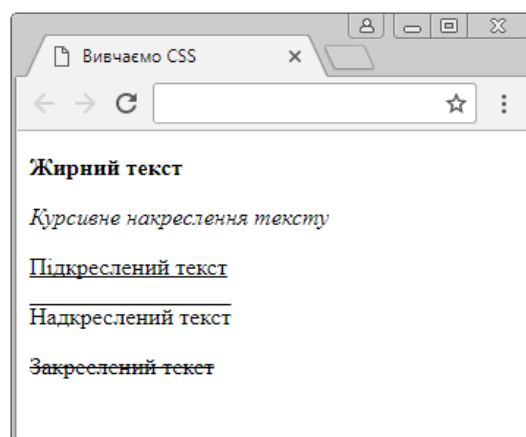 Вивчаємо CSS
Жирний текст
Курсивне накреслення тексту
Підкреслений текст
Надкреслений текст
Закреслений текст